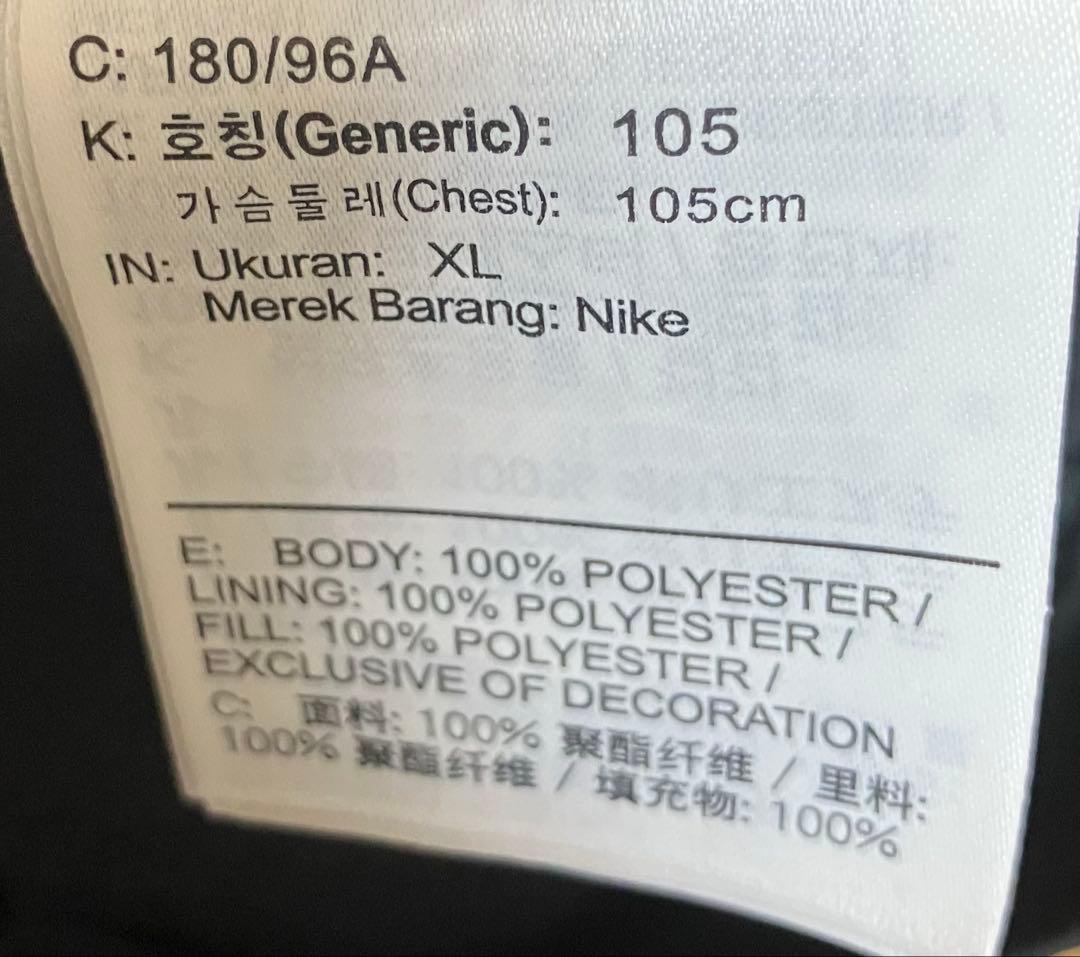 C: 180/96A
K: 호칭(Generic): 105
가슴둘레(Chest): 105cm
IN: Ukuran: XL
Merek Barang: Nike
E: BODY: 100% POLYESTER /
LINING: 100% POLYESTER /
FILL: 100% POLYESTER /
EXCLUSIVE OF DECORATION
C: 面料: 100% 聚酯纤维 / 里料:
100% 聚酯纤维 / 填充物: 100%